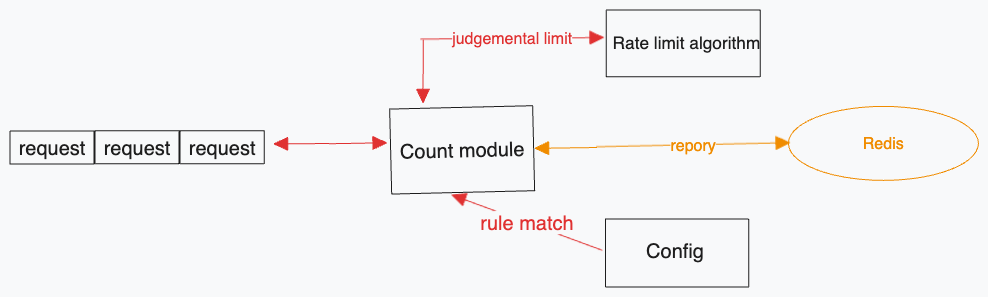 judgemental limit
Rate limit algorithm
request
request
request
Count module
repory
Redis
rule match
Config